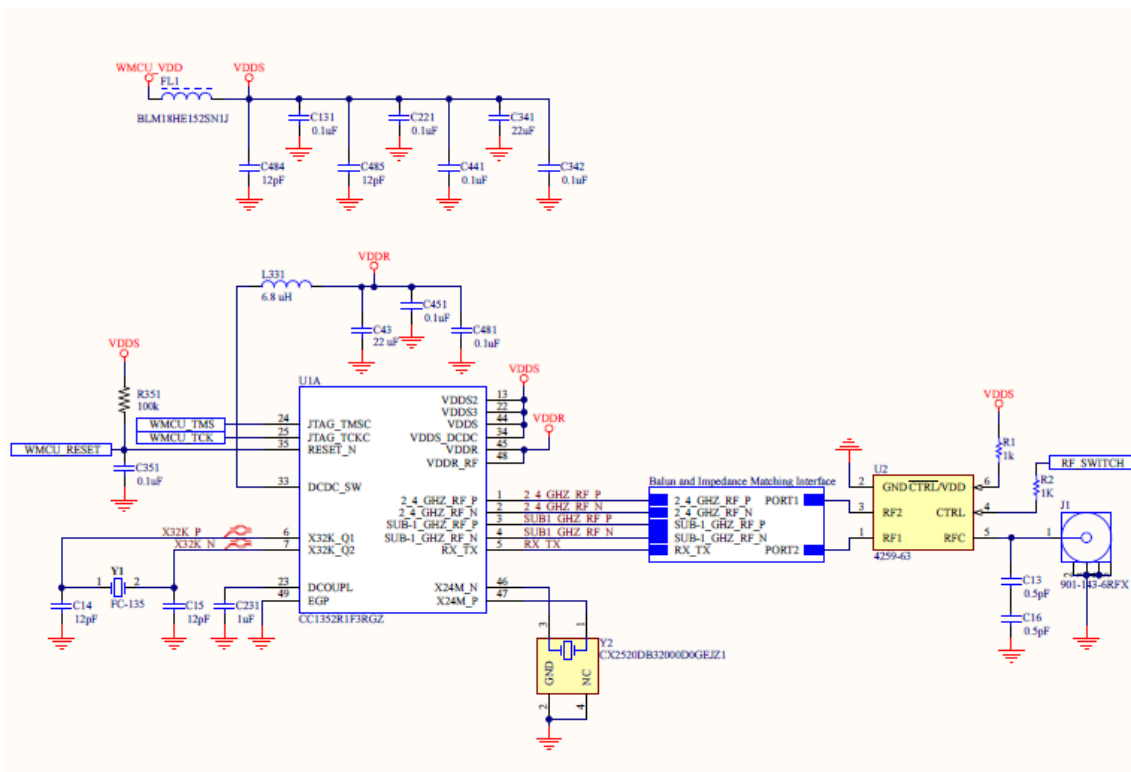 WMCU_VDD
VDDS
FL1
BLM18HE152SN1J
C131
0.1uF
C221
0.1uF
C341
22uF
C484
12pF
C485
12pF
C441
0.1uF
C342
0.1uF
VDDR
L331
6.8 uH
C451
0.1uF
C43
22 uF
C481
0.1uF
VDDS
R351
100k
WMCU_TMS
WMCU_TCK
WMCU_RESET
C351
0.1uF
U1A
24 JTAG_TMSC
25 JTAG_TCKC
35 RESET_N
33 DCDC_SW
X32K_P 6 X32K_Q1
X32K_N 7 X32K_Q2
23 DCOUPL
49 EGP
VDDS2 13
VDDS3 22
VDDS 44
VDDS_DCDC 34
VDDR 45
VDDR_RF 48
VDDS
VDDR
2_4_GHZ_RF_P 1 2_4_GHZ_RF_P
2_4_GHZ_RF_N 2 2_4_GHZ_RF_N
SUB-1_GHZ_RF_P 3 SUB1_GHZ_RF_P
SUB-1_GHZ_RF_N 4 SUB1_GHZ_RF_N
RX_TX 5 RX_TX
X24M_N 46
X24M_P 47
CC1352R1F3RGZ
Y1
1 2
FC-135
C14
12pF
C15
12pF
C231
1uF
3 1
Y2
CX2520DB32000D0GEJZ1
GND NC
2 4
Balun and Impedance Matching Interface
2_4_GHZ_RF_P PORT1
2_4_GHZ_RF_N
SUB-1_GHZ_RF_P
SUB-1_GHZ_RF_N
RX_TX PORT2
U2
2 GND CTRL/VDD 6
3 RF2 CTRL 4
1 RF1 RFC 5
4259-63
VDDS
R1
1k
R2
1K
RF_SWITCH
J1
1
2 3 4 5
901-143-6RFX
C13
0.5pF
C16
0.5pF